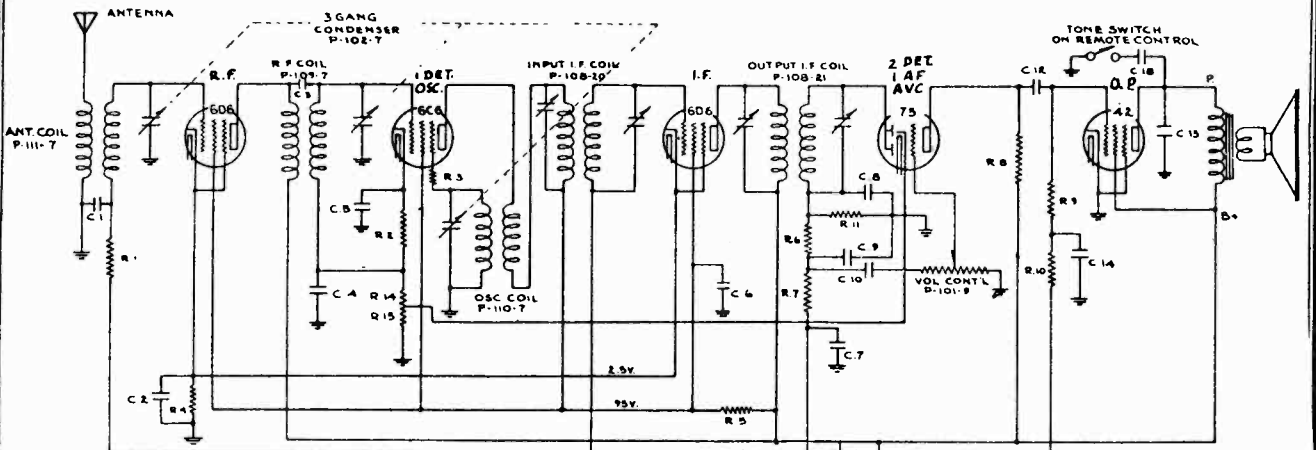 ANTENNA
3 GANG
CONDENSER
P-102-7
TONE SWITCH
ON REMOTE CONTROL
R.F.
R.F COIL
P-109-7
C 3
1 DET.
OSC.
INPUT I.F. COIL
P-108-20
I.F.
OUTPUT I.F COIL
P-108-21
2 DET.
1 AF
AVC
C 12
C 18
O.P.
P.
6D6
6C6
6D6
75
42
ANT. COIL
P-111-7
C 13
R 8
R 3
C 8
C 1
C 5
R 2
R 11
R 9
B+
R 1
R 6
C 9
C 14
C 4
R 14
R 15
OSC COIL
P-110-7
C 6
R 7
C 10
VOL CONT'L
P-101-9
R 10
C 7
2.5V.
C 2
R 4
95V.
R 5